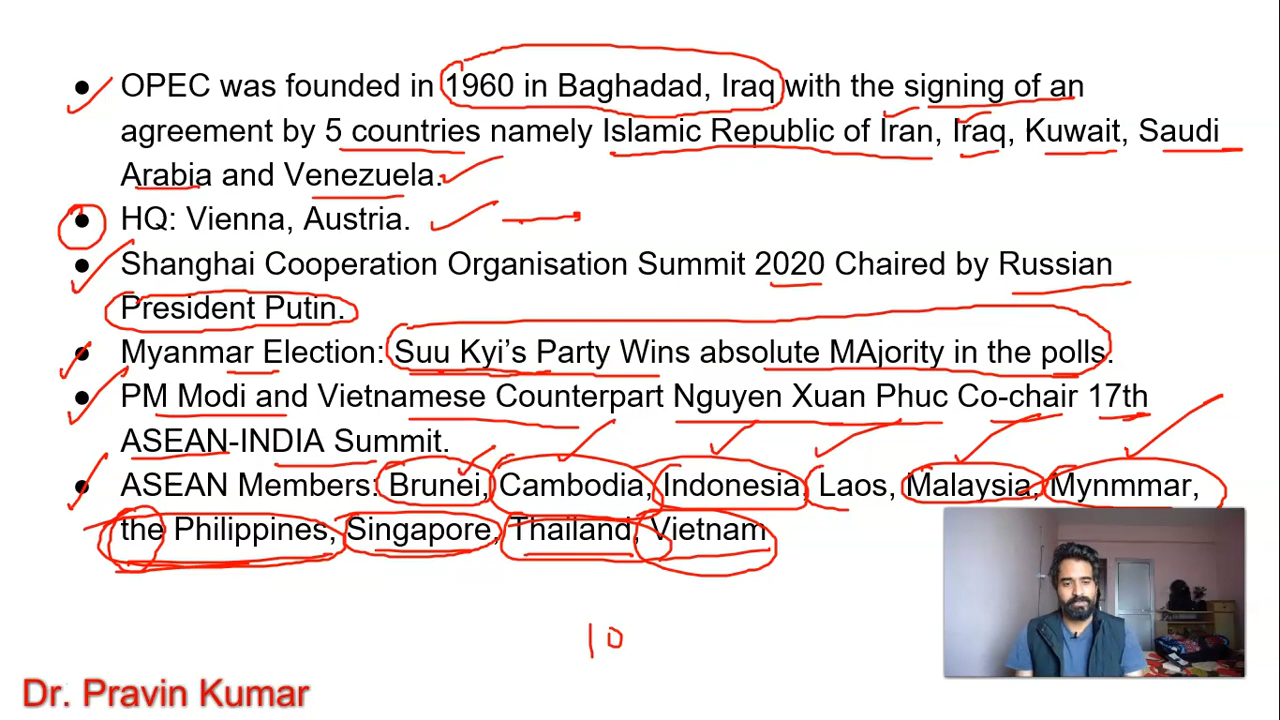 ● OPEC was founded in 1960 in Baghadad, Iraq with the signing of an
agreement by 5 countries namely Islamic Republic of Iran, Iraq, Kuwait, Saudi
Arabia and Venezuela.
● HQ: Vienna, Austria.
● Shanghai Cooperation Organisation Summit 2020 Chaired by Russian
President Putin.
● Myanmar Election: Suu Kyi’s Party Wins absolute MAjority in the polls.
● PM Modi and Vietnamese Counterpart Nguyen Xuan Phuc Co-chair 17th
ASEAN-INDIA Summit.
● ASEAN Members: Brunei, Cambodia, Indonesia, Laos, Malaysia, Mynmmar,
the Philippines, Singapore, Thailand, Vietnam
10
Dr. Pravin Kumar